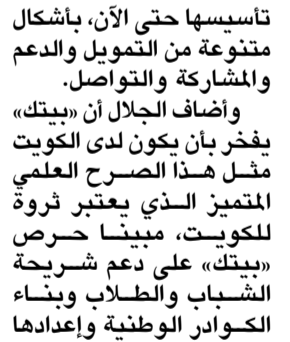 تأسيسها حتى الآن، بأشكال
متنوعة من التمويل والدعم
والمشاركة والتواصل.
وأضاف الجلال أن «بيتك»
يفخر بأن يكون لدى الكويت
مثل هذا الصرح العلمي
المتميز الذي يعتبر ثروة
للكويت، مبينا حرص
«بيتك» على دعم شريحة
الشباب والطلاب وبناء
الكوادر الوطنية وإعدادها